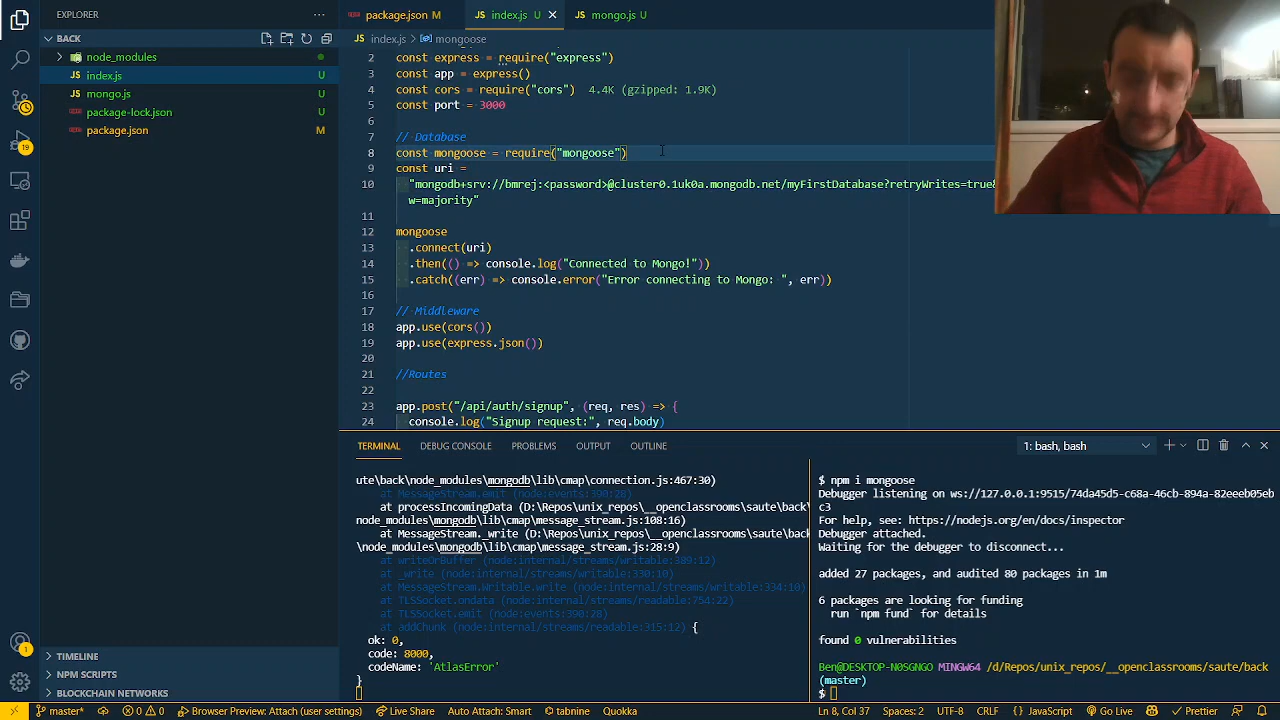 EXPLORER
BACK
node_modules
index.js U
mongo.js U
package-lock.json U
package.json M
TIMELINE
NPM SCRIPTS
BLOCKCHAIN NETWORKS
package.json M
JS index.js U
JS mongo.js U
JS index.js > mongoose
2 const express = require("express")
3 const app = express()
4 const cors = require("cors") 4.4K (gzipped: 1.9K)
5 const port = 3000
6
7 // Database
8 const mongoose = require("mongoose")
9 const uri =
10 "mongodb+srv://bmrej:<password>@cluster0.1uk0a.mongodb.net/myFirstDatabase?retryWrites=true&
w=majority"
11
12 mongoose
13 .connect(uri)
14 .then(() => console.log("Connected to Mongo!"))
15 .catch((err) => console.error("Error connecting to Mongo: ", err))
16
17 // Middleware
18 app.use(cors())
19 app.use(express.json())
20
21 //Routes
22
23 app.post("/api/auth/signup", (req, res) => {
24 console.log("Signup request:", req.body)
TERMINAL DEBUG CONSOLE PROBLEMS OUTPUT OUTLINE
1: bash, bash
ute\back\node_modules\mongodb\lib\cmap\connection.js:467:30)
at MessageStream.emit (node:events:390:28)
at processIncomingData (D:\Repos\unix_repos\__openclassrooms\saute\back\
node_modules\mongodb\lib\cmap\message_stream.js:108:16)
at MessageStream._write (D:\Repos\unix_repos\__openclassrooms\saute\back
\node_modules\mongodb\lib\cmap\message_stream.js:28:9)
at writeOrBuffer (node:internal/streams/writable:389:12)
at _write (node:internal/streams/writable:330:10)
at MessageStream.Writable.write (node:internal/streams/writable:334:10)
at TLSSocket.ondata (node:internal/streams/readable:754:22)
at TLSSocket.emit (node:events:390:28)
at addChunk (node:internal/streams/readable:315:12) {
ok: 0,
code: 8000,
codeName: 'AtlasError'
}
$ npm i mongoose
Debugger listening on ws://127.0.0.1:9515/74da45d5-c68a-46cb-894a-82eeeb05eb
c3
For help, see: https://nodejs.org/en/docs/inspector
Debugger attached.
Waiting for the debugger to disconnect...
added 27 packages, and audited 80 packages in 1m
6 packages are looking for funding
run `npm fund` for details
found 0 vulnerabilities
Ben@DESKTOP-N0SGNGO MINGW64 /d/Repos/unix_repos/__openclassrooms/saute/back
(master)
$
19
1
1
master* 0 0 Browser Preview: Attach (user settings) Live Share Auto Attach: Smart tabnine Quokka Ln 8, Col 37 Spaces: 2 UTF-8 CRLF {} JavaScript Go Live Prettier